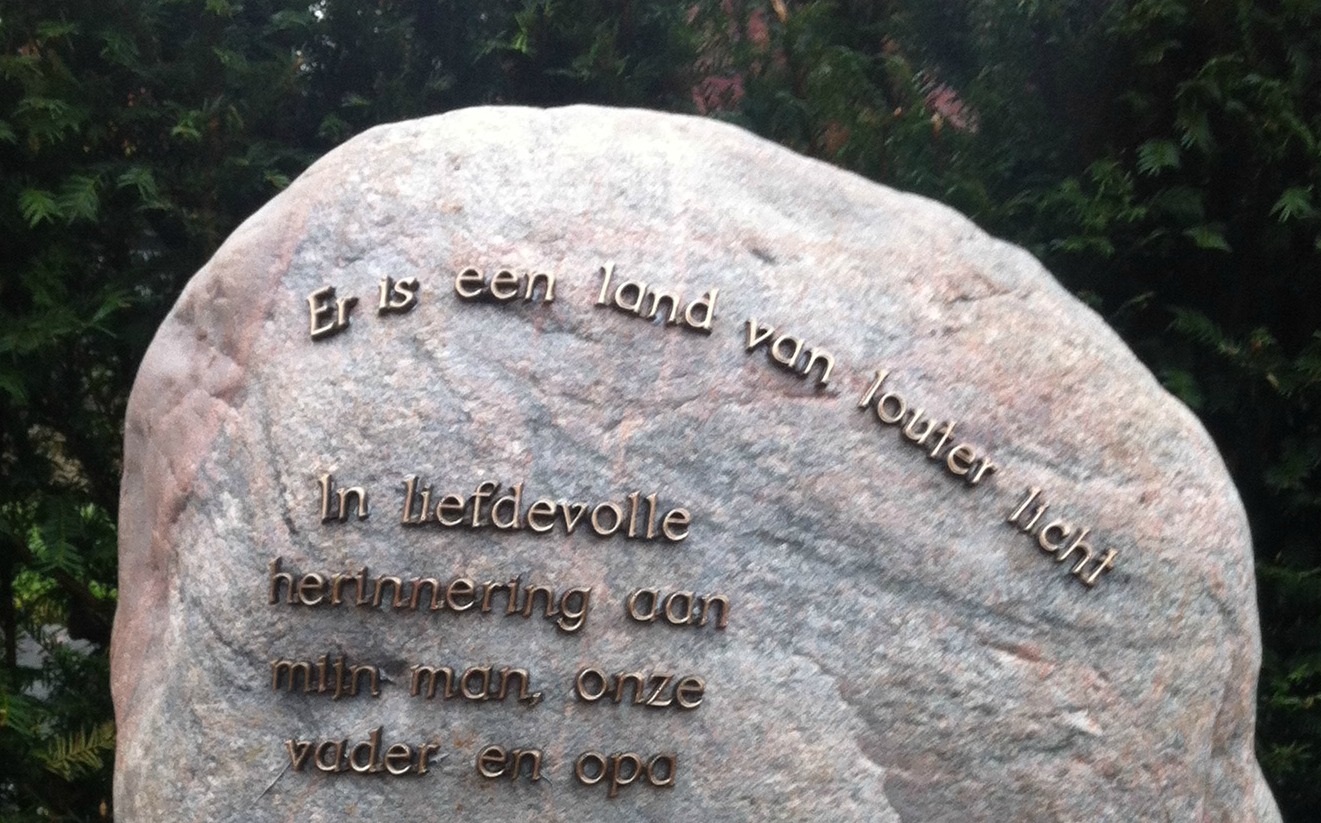 Er is een land van louter licht
In liefdevolle
herinnering aan
mijn man, onze
vader en opa